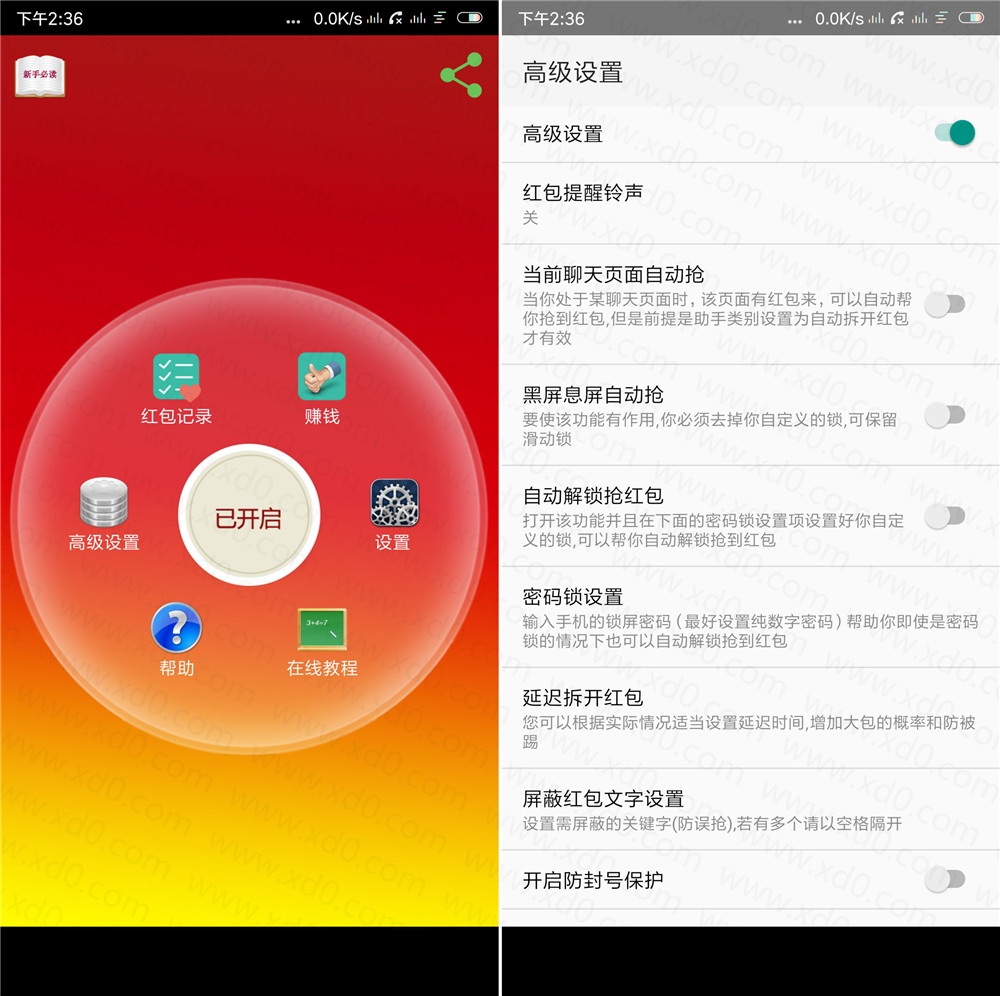 下午2:36
... 0.0K/s
新手必读
红包记录
赚钱
高级设置
已开启
设置
帮助
3+4=7
在线教程
下午2:36
... 0.0K/s
高级设置
高级设置
红包提醒铃声
关
当前聊天页面自动抢
当你处于某聊天页面时，该页面有红包来，可以自动帮
你抢到红包,但是前提是助手类别设置为自动拆开红包
才有效
黑屏息屏自动抢
要使该功能有作用,你必须去掉你自定义的锁,可保留
滑动锁
自动解锁抢红包
打开该功能并且在下面的密码锁设置项设置好你自定
义的锁,可以帮你自动解锁抢到红包
密码锁设置
输入手机的锁屏密码（最好设置纯数字密码）帮助你即使是密码
锁的情况下也可以自动解锁抢到红包
延迟拆开红包
您可以根据实际情况适当设置延迟时间,增加大包的概率和防被
踢
屏蔽红包文字设置
设置需屏蔽的关键字(防误抢),若有多个请以空格隔开
开启防封号保护
www.xd0.com